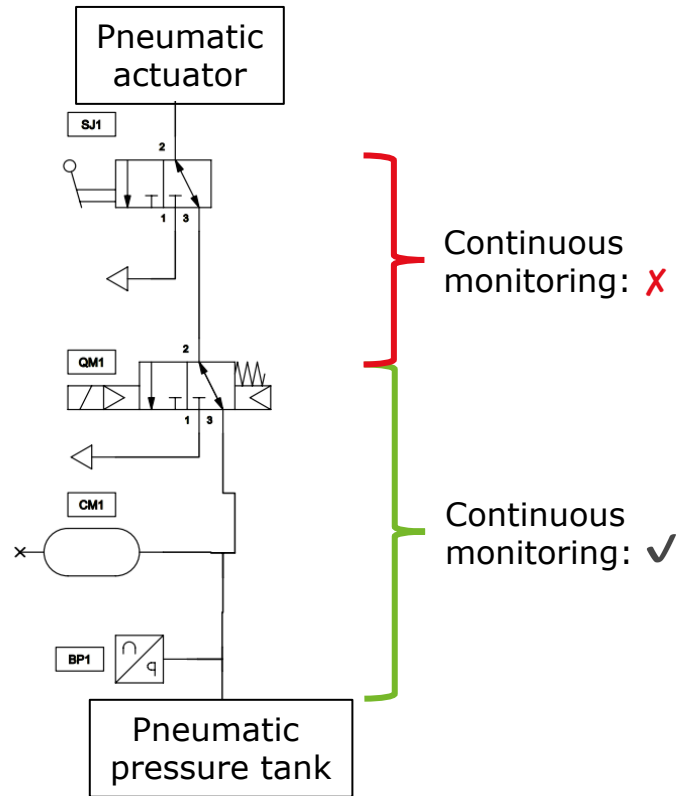 Pneumatic
actuator
SJ1
2
1 3
Continuous
monitoring: ✗
QM1
2
1 3
CM1
Continuous
monitoring: ✓
BP1
∩
q
Pneumatic
pressure tank